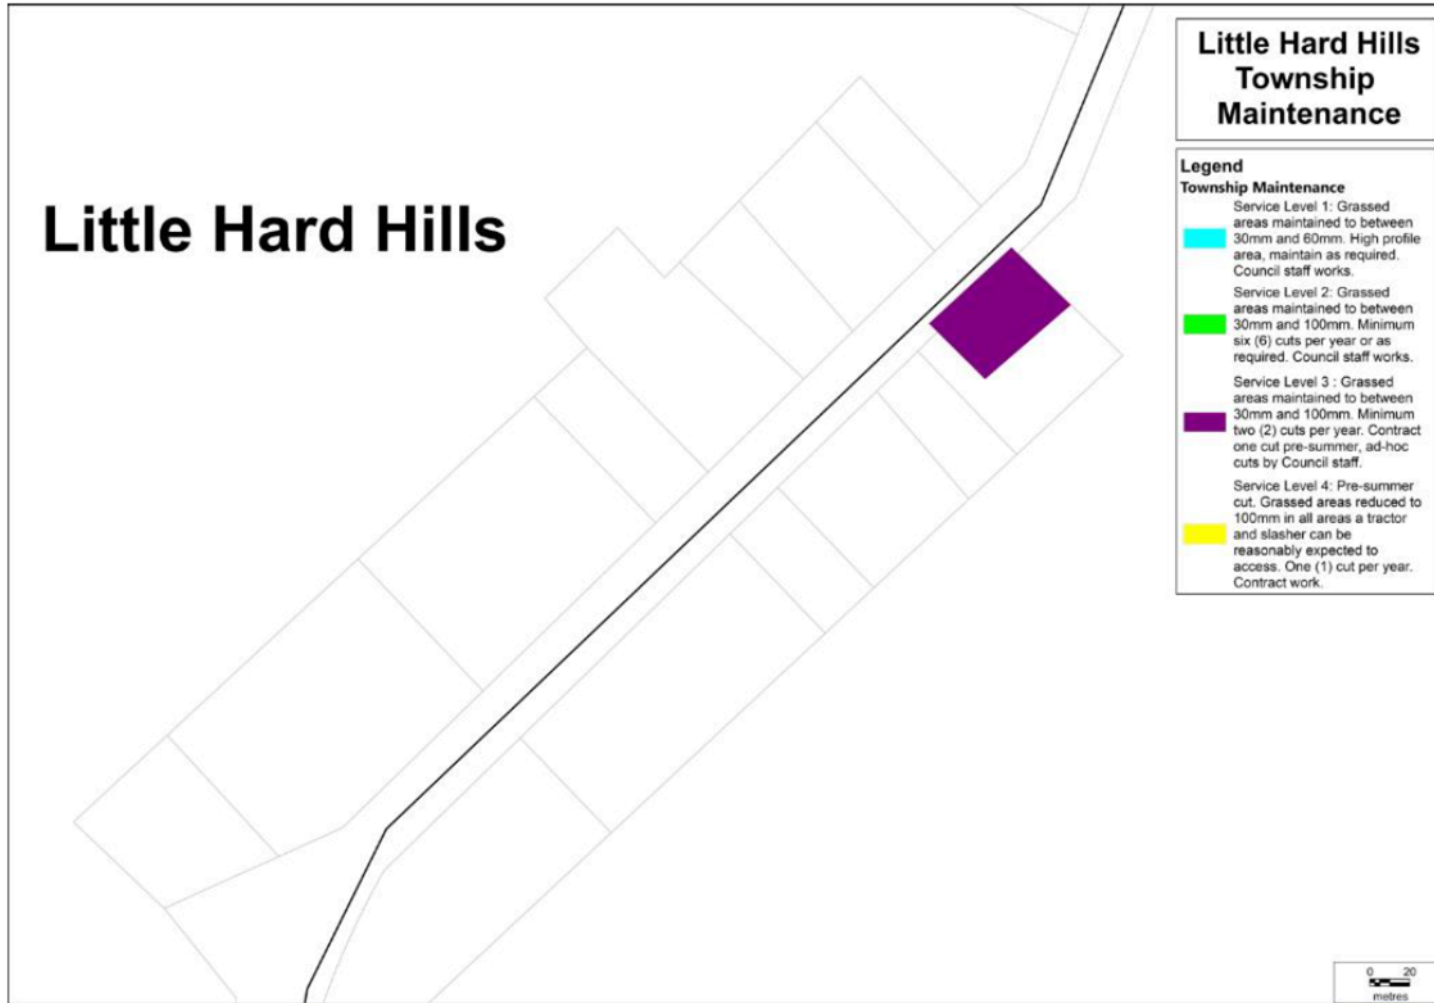 Little Hard Hills
Little Hard Hills
Township
Maintenance
Legend
Township Maintenance
Service Level 1: Grassed
areas maintained to between
30mm and 60mm. High profile
area, maintain as required.
Council staff works.
Service Level 2: Grassed
areas maintained to between
30mm and 100mm. Minimum
six (6) cuts per year or as
required. Council staff works.
Service Level 3 : Grassed
areas maintained to between
30mm and 100mm. Minimum
two (2) cuts per year. Contract
one cut pre-summer, ad-hoc
cuts by Council staff.
Service Level 4: Pre-summer
cut. Grassed areas reduced to
100mm in all areas a tractor
and slasher can be
reasonably expected to
access. One (1) cut per year.
Contract work.
0 20
metres